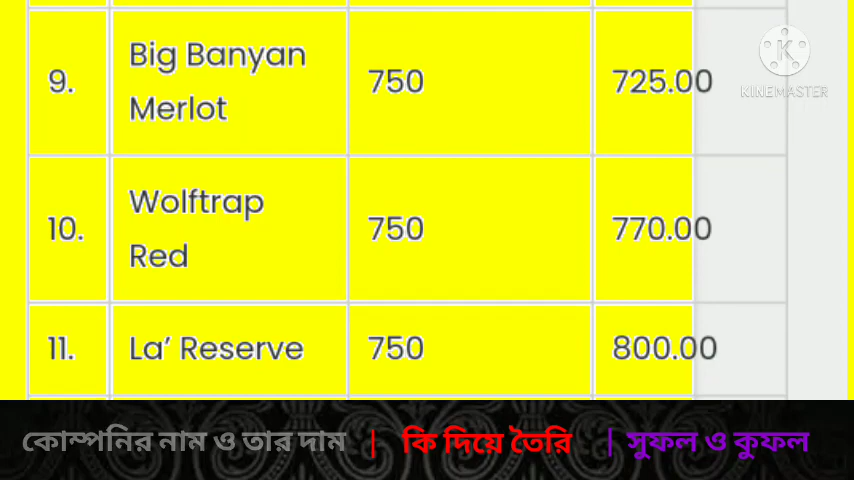 9. Big Banyan Merlot 750 725.00
KINEMASTER
10. Wolftrap Red 750 770.00
11. La’ Reserve 750 800.00
কোম্পানির নাম ও তার দাম | কি দিয়ে তৈরি | সুফল ও কুফল